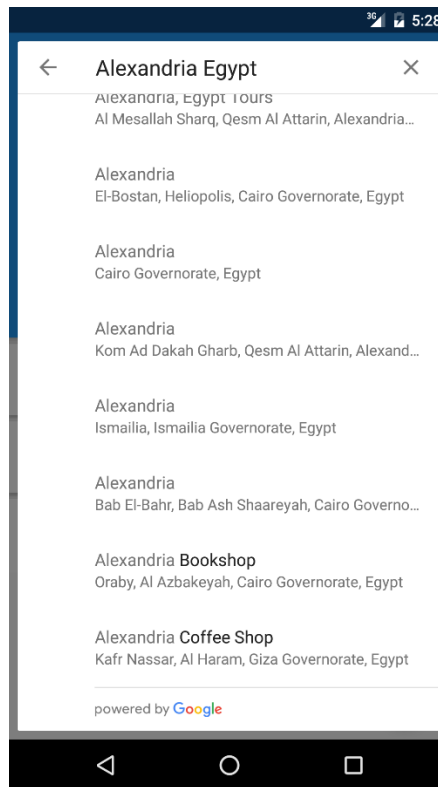 3G 5:28
Alexandria Egypt
Alexandria, Egypt Tours
Al Mesallah Sharq, Qesm Al Attarin, Alexandria...
Alexandria
El-Bostan, Heliopolis, Cairo Governorate, Egypt
Alexandria
Cairo Governorate, Egypt
Alexandria
Kom Ad Dakah Gharb, Qesm Al Attarin, Alexand...
Alexandria
Ismailia, Ismailia Governorate, Egypt
Alexandria
Bab El-Bahr, Bab Ash Shaareyah, Cairo Governo...
Alexandria Bookshop
Oraby, Al Azbakeyah, Cairo Governorate, Egypt
Alexandria Coffee Shop
Kafr Nassar, Al Haram, Giza Governorate, Egypt
powered by Google